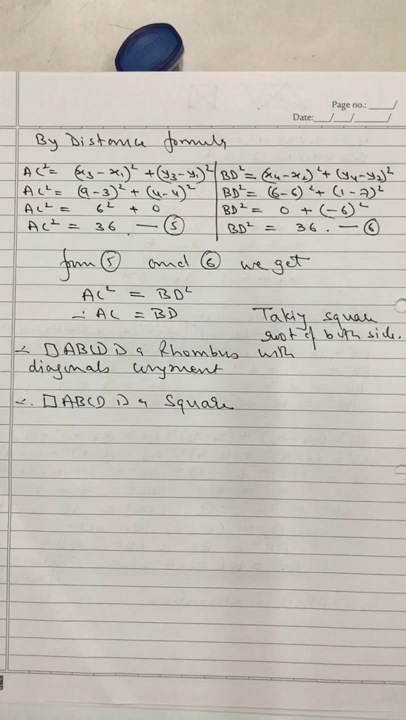 Page no.:
Date:
By Distance formula
AC² = (x₃ - x₁)² + (y₃ - y₁)² | BD² = (x₄ - x₂)² + (y₄ - y₂)²
AC² = (9 - 3)² + (4 - 4)² | BD² = (6 - 6)² + (1 - 7)²
AC² = 6² + 0 | BD² = 0 + (-6)²
AC² = 36 . — ⑤ | BD² = 36 . — ⑥
from ⑤ and ⑥ we get
AC² = BD²
∴ AC = BD Taking square
root of both side.
∴ □ABCD is a Rhombus with
diagonals
∴ □ABCD is a Square